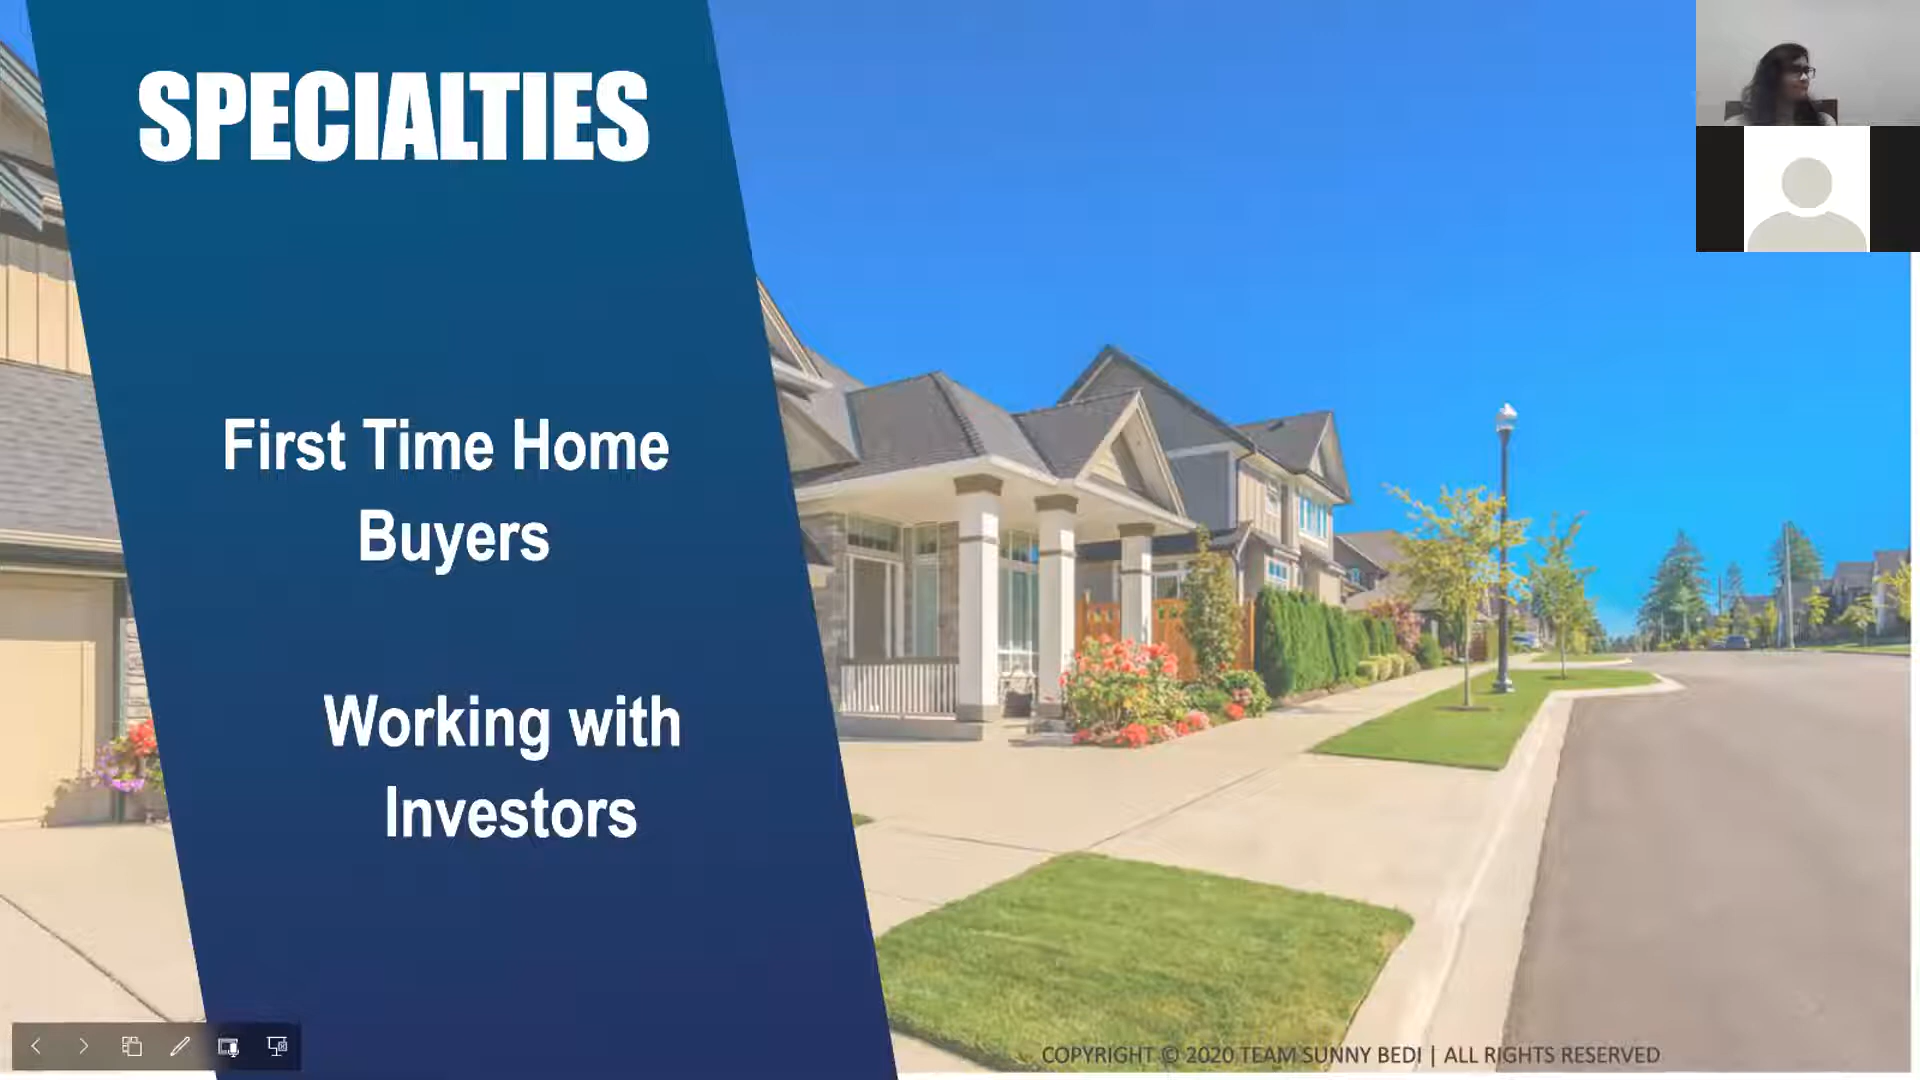 SPECIALTIES
First Time Home
Buyers
Working with
Investors
COPYRIGHT © 2020 TEAM SUNNY BEDI | ALL RIGHTS RESERVED